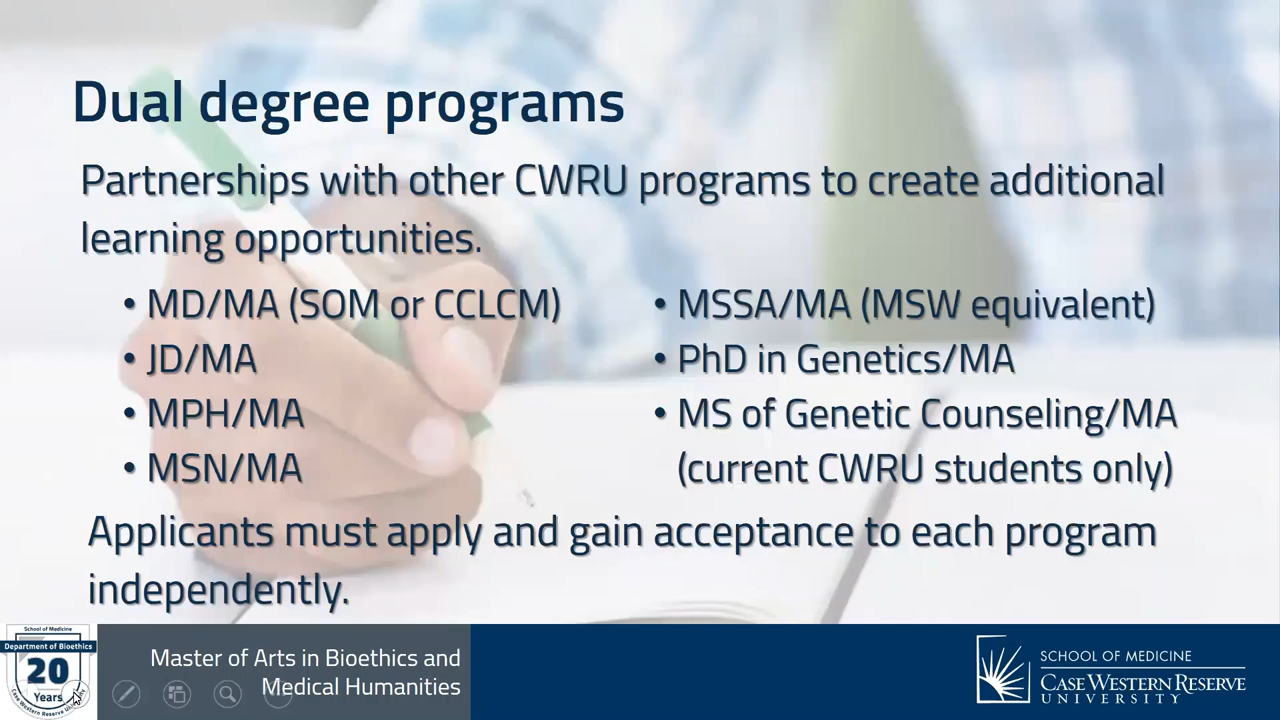 Dual degree programs
Partnerships with other CWRU programs to create additional
learning opportunities.
• MD/MA (SOM or CCLCM)
• JD/MA
• MPH/MA
• MSN/MA
• MSSA/MA (MSW equivalent)
• PhD in Genetics/MA
• MS of Genetic Counseling/MA
(current CWRU students only)
Applicants must apply and gain acceptance to each program
independently.
School of Medicine
Department of Bioethics
20
Years
Case Western Reserve
Master of Arts in Bioethics and
Medical Humanities
SCHOOL OF MEDICINE
CASE WESTERN RESERVE
UNIVERSITY